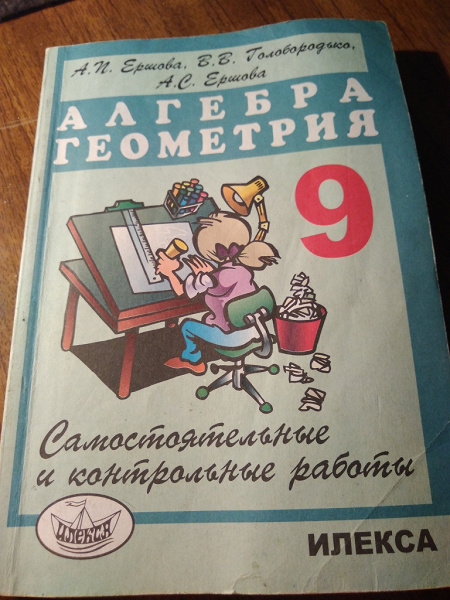 А.П. Ершова, В.В. Голобородько,
А.С. Ершова
АЛГЕБРА
ГЕОМЕТРИЯ
9
Самостоятельные
и контрольные работы
ИЛЕКСА
ИЛЕКСА